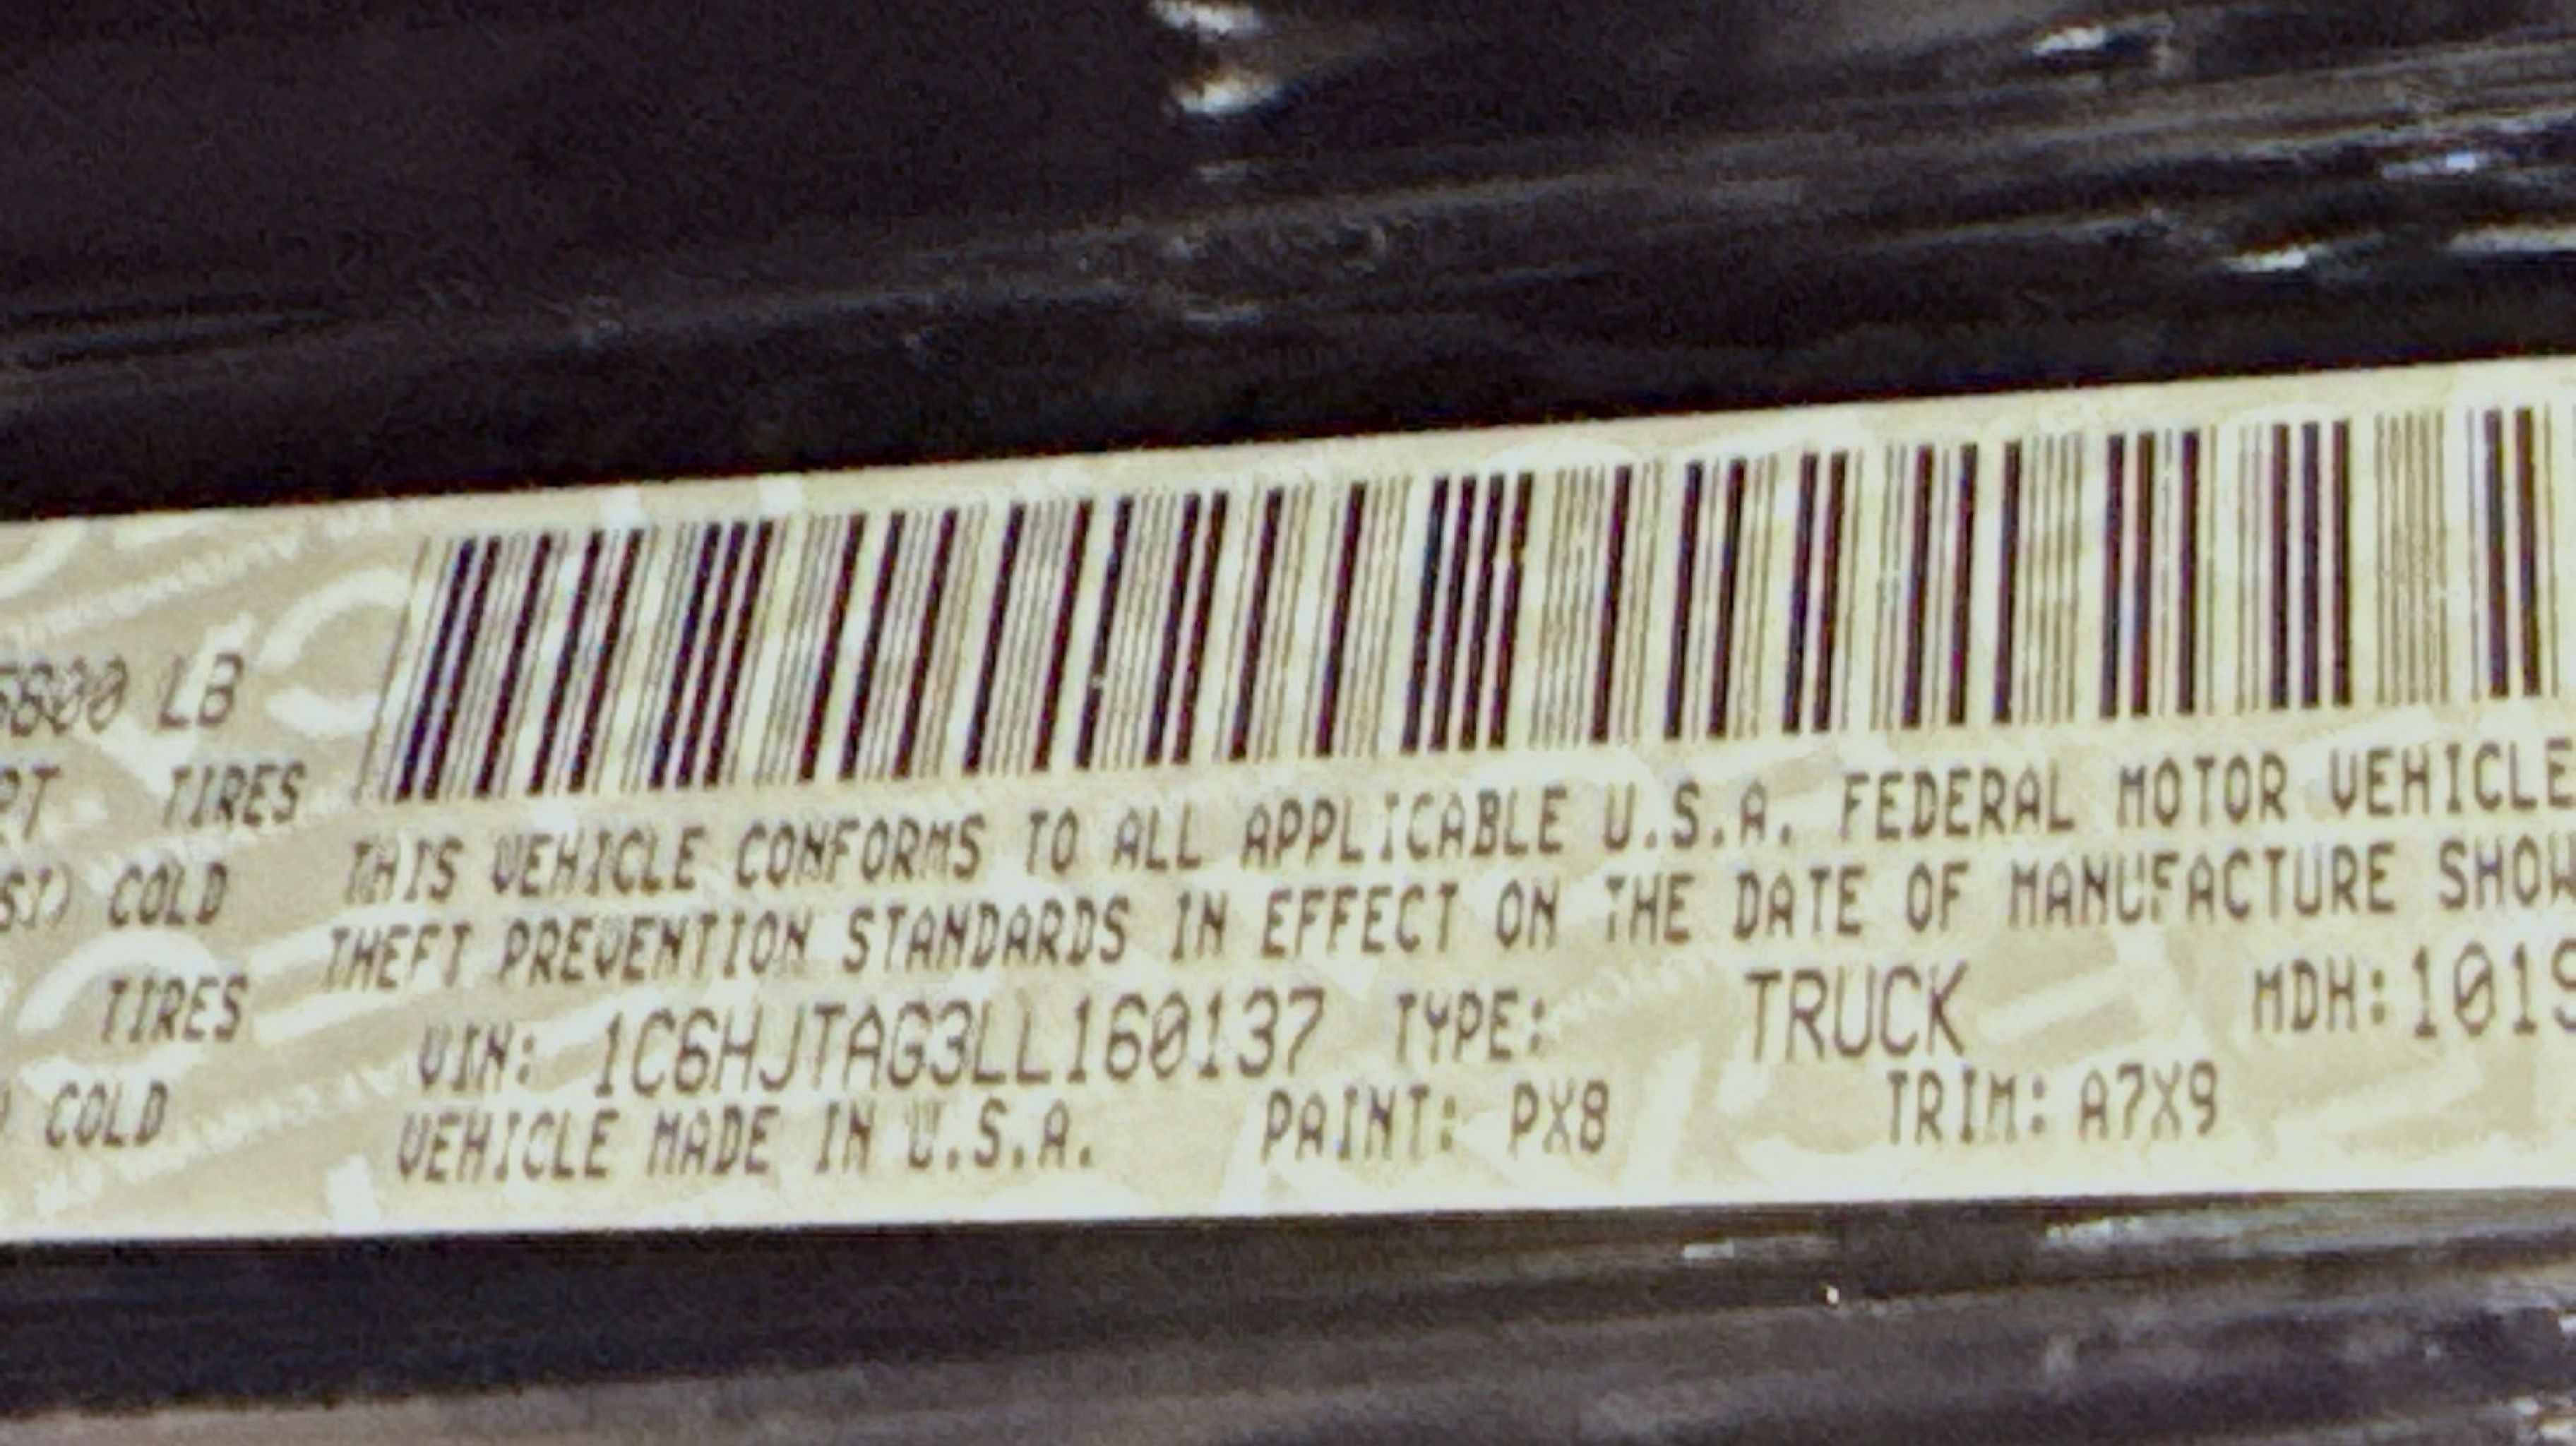 5800 LB
TIRES
COLD
TIRES
COLD
THIS VEHICLE CONFORMS TO ALL APPLICABLE U.S.A. FEDERAL MOTOR VEHICLE
THEFT PREVENTION STANDARDS IN EFFECT ON THE DATE OF MANUFACTURE SHOW
VIN: 1C6HJTAG3LL160137 TYPE: TRUCK MDH:1019
VEHICLE MADE IN U.S.A. PAINT: PX8 TRIM: A7X9